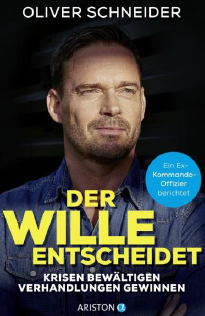 OLIVER SCHNEIDER
Ein Ex-
Kommando-
Offizier
berichtet
DER
WILLE
ENTSCHEIDET
KRISEN BEWÄLTIGEN
VERHANDLUNGEN GEWINNEN
ARISTON